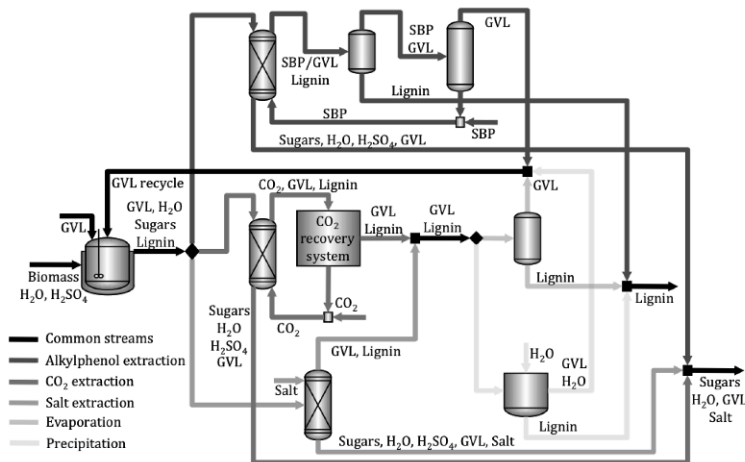 GVL
SBP
GVL
SBP/GVL
Lignin
Lignin
SBP
SBP
Sugars, H₂O, H₂SO₄, GVL
GVL recycle
CO₂, GVL, Lignin
GVL
GVL, H₂O
Sugars
Lignin
GVL
CO₂
recovery
system
GVL
Lignin
GVL
Lignin
Biomass
H₂O, H₂SO₄
Lignin
Lignin
CO₂
CO₂
Sugars
H₂O
H₂SO₄
GVL
GVL, Lignin
H₂O
GVL
H₂O
Salt
Lignin
Sugars
H₂O, GVL
Salt
Sugars, H₂O, H₂SO₄, GVL, Salt
Common streams
Alkylphenol extraction
CO₂ extraction
Salt extraction
Evaporation
Precipitation